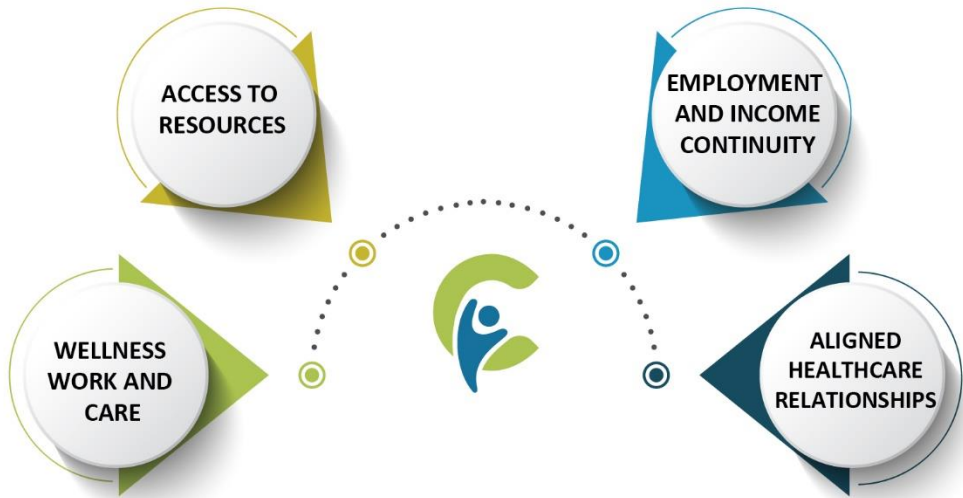 ACCESS TO
RESOURCES
EMPLOYMENT
AND INCOME
CONTINUITY
WELLNESS
WORK AND
CARE
ALIGNED
HEALTHCARE
RELATIONSHIPS